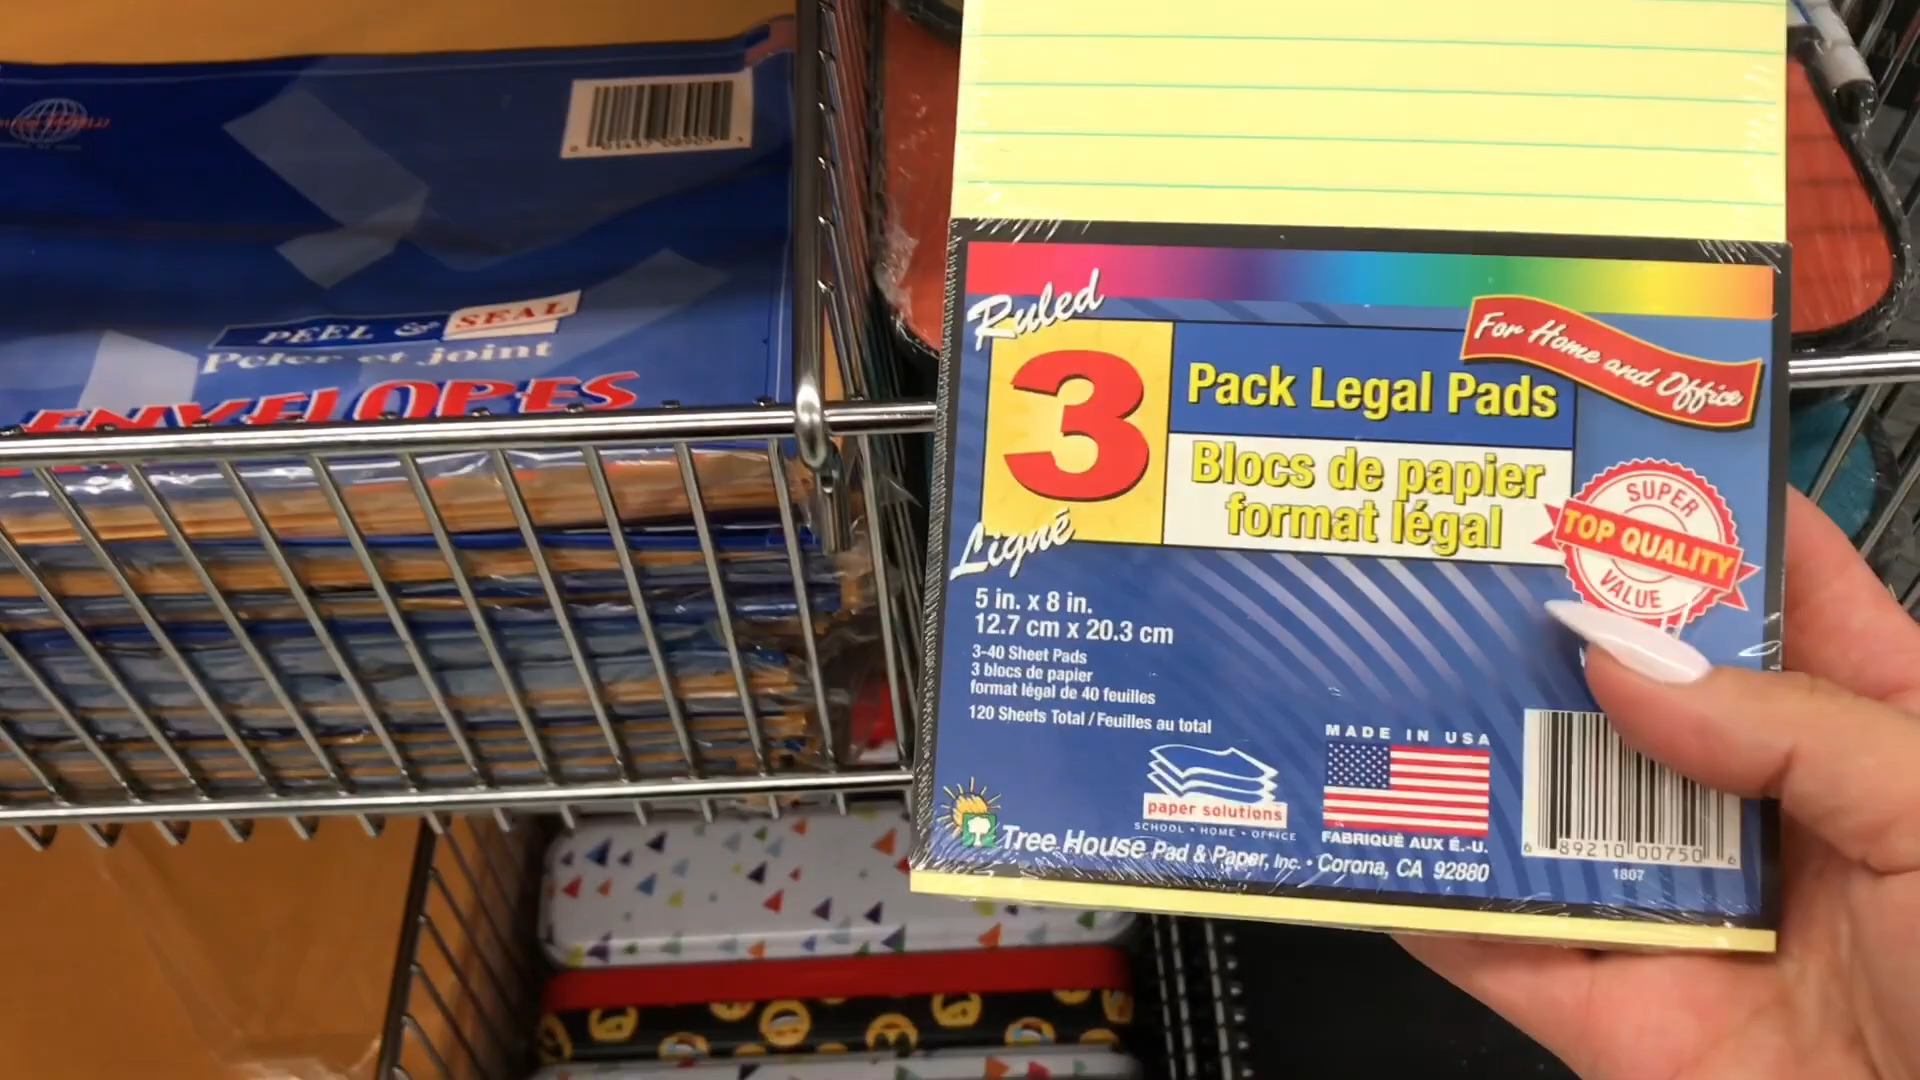 PEEL & SEAL
Peler et joint
ENVELOPES
Ruled
3
Ligné
Pack Legal Pads
Blocs de papier
format légal
For Home and Office
SUPER
TOP QUALITY
VALUE
5 in. x 8 in.
12.7 cm x 20.3 cm
3-40 Sheet Pads
3 blocs de papier
format légal de 40 feuilles
120 Sheets Total / Feuilles au total
paper solutions
SCHOOL • HOME • OFFICE
MADE IN USA
FABRIQUÉ AUX É.-U.
Tree House Pad & Paper, Inc. • Corona, CA 92880
6 89210 00750 6
1807